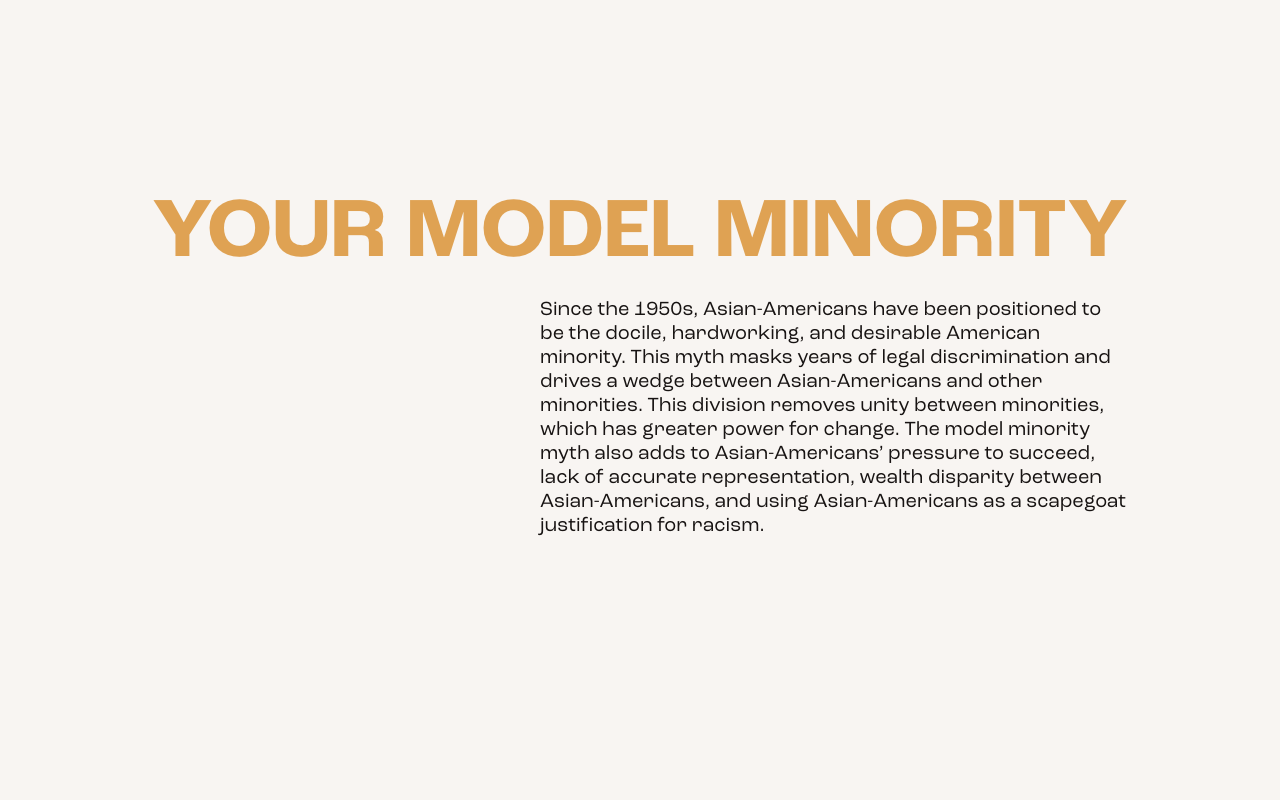 YOUR MODEL MINORITY
Since the 1950s, Asian-Americans have been positioned to
be the docile, hardworking, and desirable American
minority. This myth masks years of legal discrimination and
drives a wedge between Asian-Americans and other
minorities. This division removes unity between minorities,
which has greater power for change. The model minority
myth also adds to Asian-Americans’ pressure to succeed,
lack of accurate representation, wealth disparity between
Asian-Americans, and using Asian-Americans as a scapegoat
justification for racism.